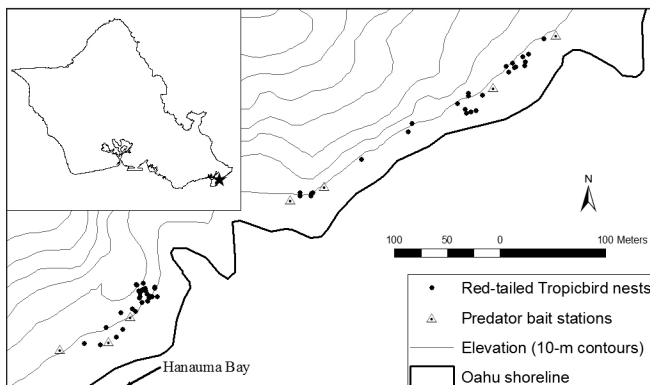 N
100 50 0 100 Meters
Red-tailed Tropicbird nests
Predator bait stations
Elevation (10-m contours)
Oahu shoreline
Hanauma Bay